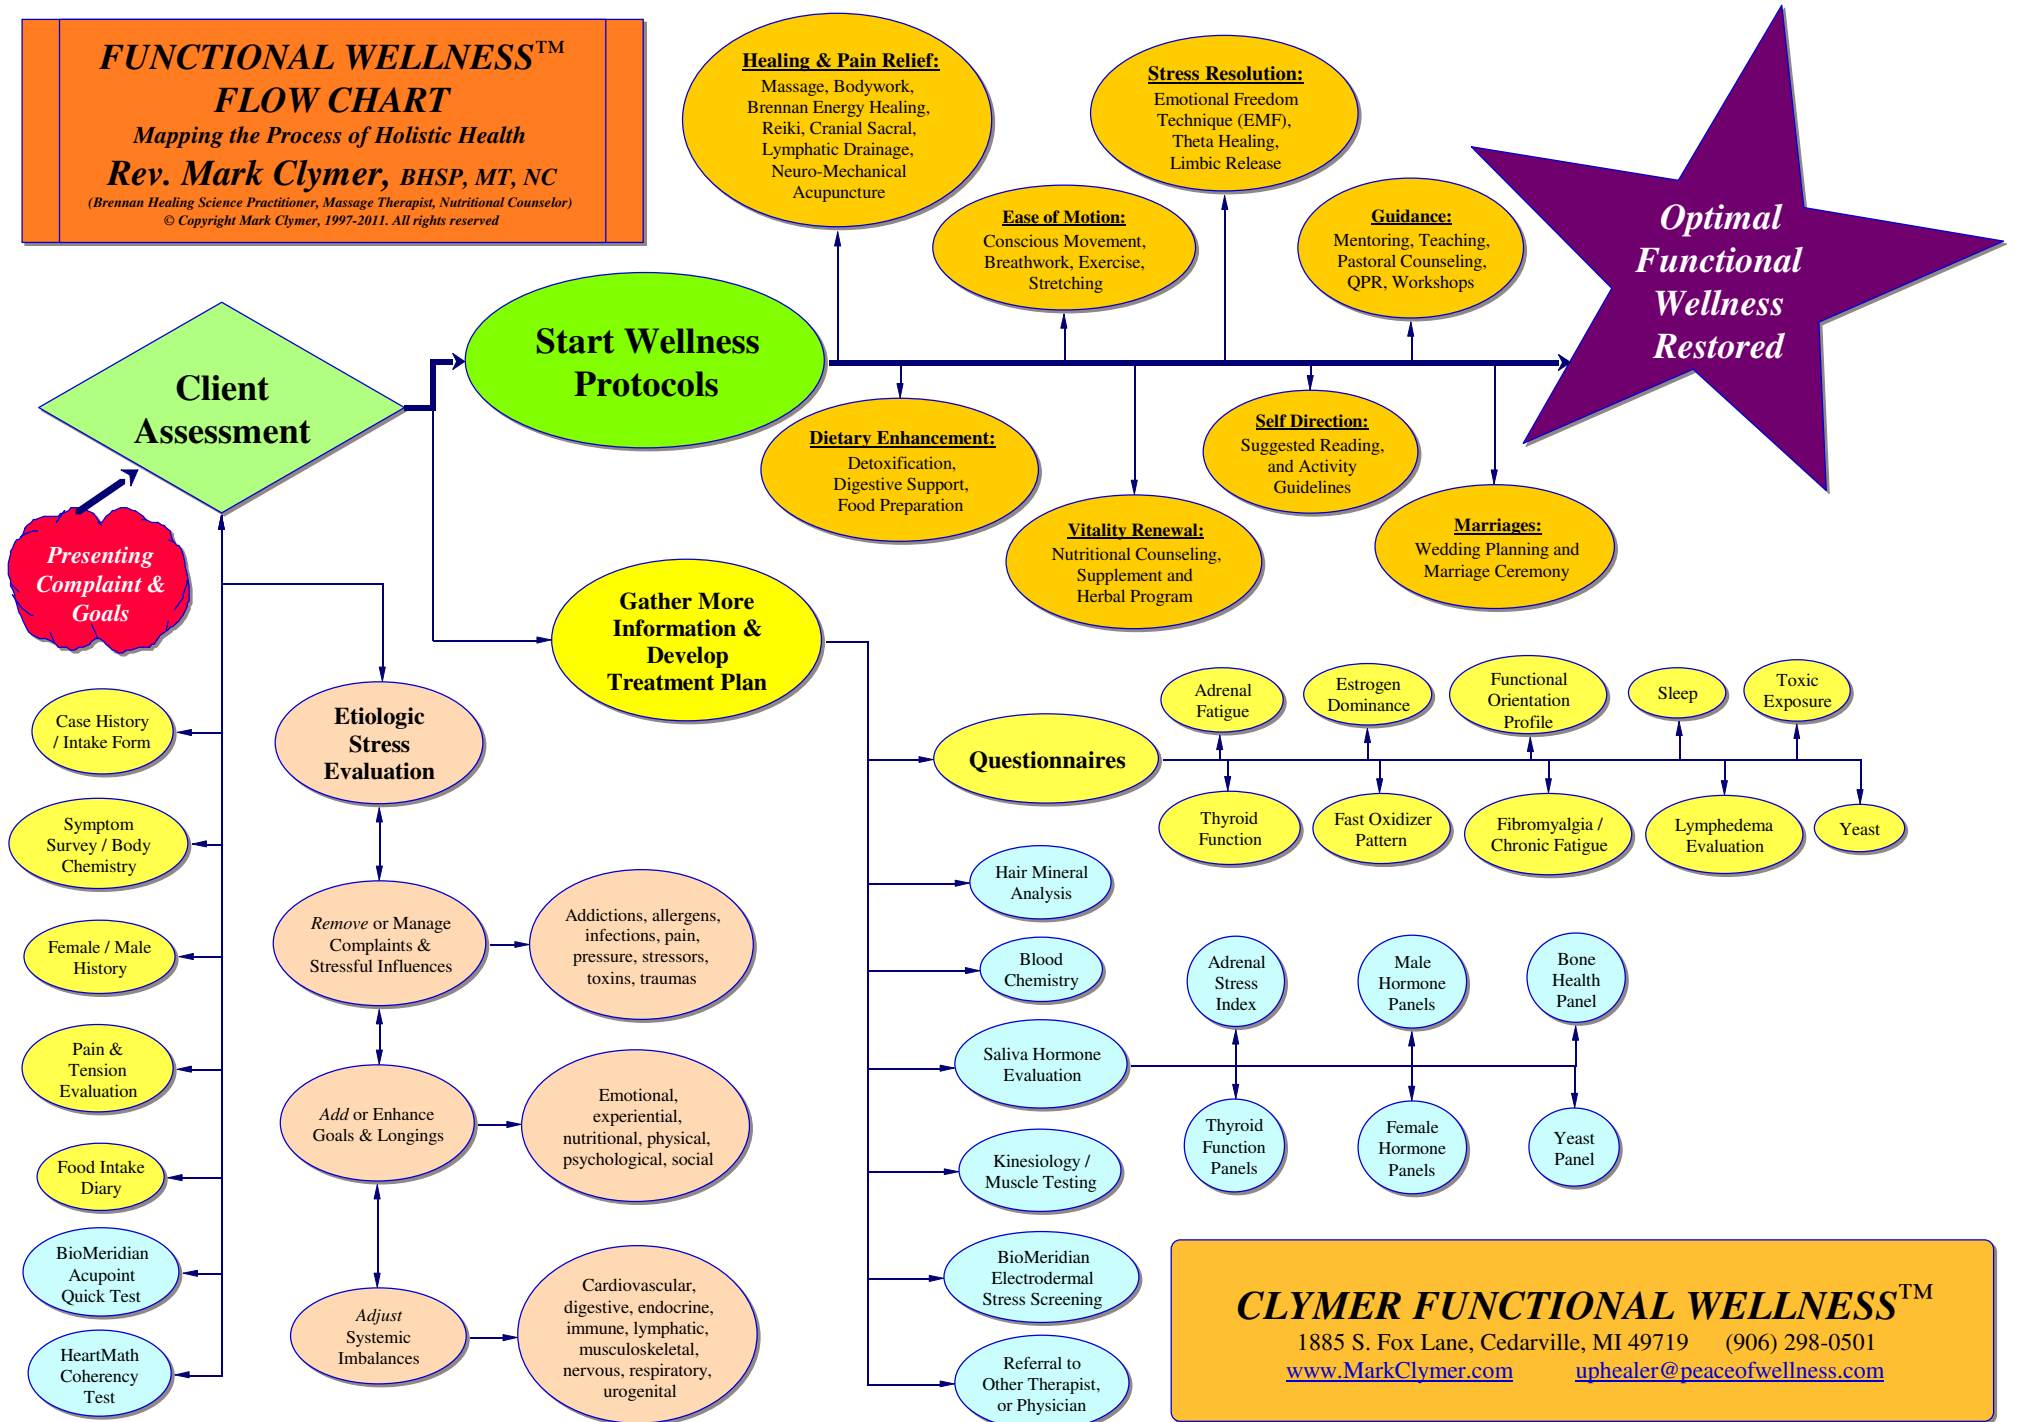 FUNCTIONAL WELLNESS™
FLOW CHART
Mapping the Process of Holistic Health
Rev. Mark Clymer, BHSP, MT, NC
(Brennan Healing Science Practitioner, Massage Therapist, Nutritional Counselor)
© Copyright Mark Clymer, 1997-2011. All rights reserved
Healing & Pain Relief:
Massage, Bodywork,
Brennan Energy Healing,
Reiki, Cranial Sacral,
Lymphatic Drainage,
Neuro-Mechanical
Acupuncture
Ease of Motion:
Conscious Movement,
Breathwork, Exercise,
Stretching
Stress Resolution:
Emotional Freedom
Technique (EMF),
Theta Healing,
Limbic Release
Guidance:
Mentoring, Teaching,
Pastoral Counseling,
QPR, Workshops
Optimal
Functional
Wellness
Restored
Start Wellness
Protocols
Client
Assessment
Presenting
Complaint &
Goals
Dietary Enhancement:
Detoxification,
Digestive Support,
Food Preparation
Vitality Renewal:
Nutritional Counseling,
Supplement and
Herbal Program
Self Direction:
Suggested Reading,
and Activity
Guidelines
Marriages:
Wedding Planning and
Marriage Ceremony
Gather More
Information &
Develop
Treatment Plan
Case History
/ Intake Form
Symptom
Survey / Body
Chemistry
Female / Male
History
Pain &
Tension
Evaluation
Food Intake
Diary
BioMeridian
Acupoint
Quick Test
HeartMath
Coherency
Test
Etiologic
Stress
Evaluation
Remove or Manage
Complaints &
Stressful Influences
Addictions, allergens,
infections, pain,
pressure, stressors,
toxins, traumas
Add or Enhance
Goals & Longings
Emotional,
experiential,
nutritional, physical,
psychological, social
Adjust
Systemic
Imbalances
Cardiovascular,
digestive, endocrine,
immune, lymphatic,
musculoskeletal,
nervous, respiratory,
urogenital
Questionnaires
Adrenal
Fatigue
Estrogen
Dominance
Functional
Orientation
Profile
Sleep
Toxic
Exposure
Thyroid
Function
Fast Oxidizer
Pattern
Fibromyalgia /
Chronic Fatigue
Lymphedema
Evaluation
Yeast
Hair Mineral
Analysis
Blood
Chemistry
Saliva Hormone
Evaluation
Adrenal
Stress
Index
Male
Hormone
Panels
Bone
Health
Panel
Thyroid
Function
Panels
Female
Hormone
Panels
Yeast
Panel
Kinesiology /
Muscle Testing
BioMeridian
Electrodermal
Stress Screening
Referral to
Other Therapist,
or Physician
CLYMER FUNCTIONAL WELLNESS™
1885 S. Fox Lane, Cedarville, MI 49719 (906) 298-0501
www.MarkClymer.com uphealer@peaceofwellness.com